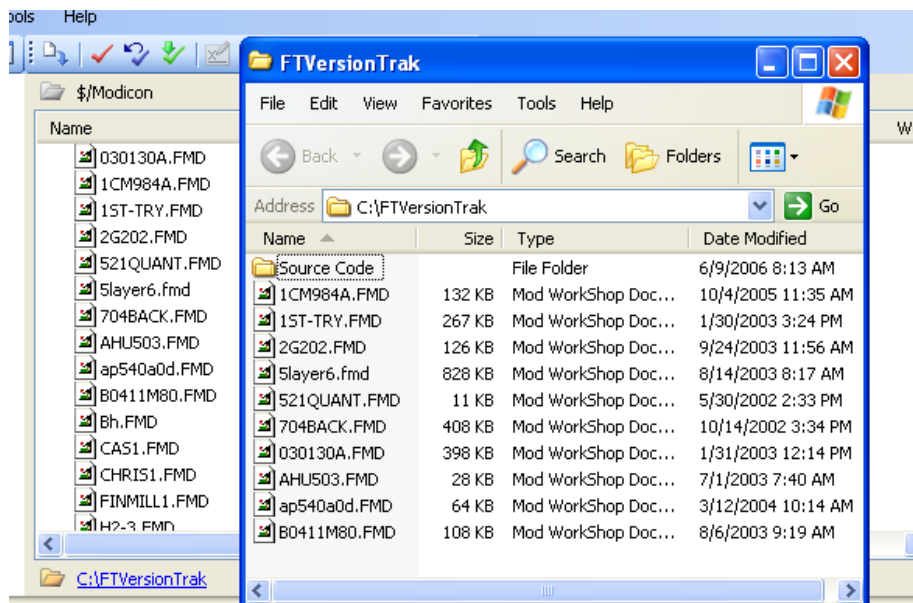 ools Help
$/Modicon
Name
W
030130A.FMD
1CM984A.FMD
1ST-TRY.FMD
2G202.FMD
521QUANT.FMD
5layer6.fmd
704BACK.FMD
AHU503.FMD
ap540a0d.FMD
B0411M80.FMD
Bh.FMD
CAS1.FMD
CHRIS1.FMD
FINMILL1.FMD
H2-3.FMD
C:\FTVersionTrak
FTVersionTrak
File Edit View Favorites Tools Help
Back Search Folders
Address C:\FTVersionTrak Go
Name Size Type Date Modified
Source Code File Folder 6/9/2006 8:13 AM
1CM984A.FMD 132 KB Mod WorkShop Doc... 10/4/2005 11:35 AM
1ST-TRY.FMD 267 KB Mod WorkShop Doc... 1/30/2003 3:24 PM
2G202.FMD 126 KB Mod WorkShop Doc... 9/24/2003 11:56 AM
5layer6.fmd 828 KB Mod WorkShop Doc... 8/14/2003 8:17 AM
521QUANT.FMD 11 KB Mod WorkShop Doc... 5/30/2002 2:33 PM
704BACK.FMD 408 KB Mod WorkShop Doc... 10/14/2002 3:34 PM
030130A.FMD 398 KB Mod WorkShop Doc... 1/31/2003 12:14 PM
AHU503.FMD 28 KB Mod WorkShop Doc... 7/1/2003 7:40 AM
ap540a0d.FMD 64 KB Mod WorkShop Doc... 3/12/2004 10:14 AM
B0411M80.FMD 108 KB Mod WorkShop Doc... 8/6/2003 9:19 AM